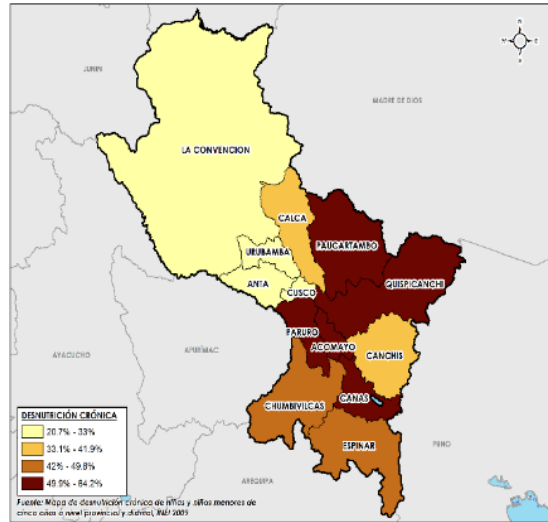 N
W E
S
JUNIN
MADRE DE DIOS
LA CONVENCION
CALCA
PAUCARTAMBO
URUBAMBA
QUISPICANCHI
ANTA
CUSCO
PARURO
ACOMAYO
APURÍMAC
CANCHIS
AYACUCHO
CANAS
CHUMBIVILCAS
ESPINAR
PUNO
AREQUIPA
DESNUTRICIÓN CRÓNICA
20.7% - 33%
33.1% - 41.9%
42% - 49.8%
49.9% - 64.2%
Fuente: Mapa de desnutrición crónica de niñas y niños menores de
cinco años a nivel provincial y distrital, INEI 2009